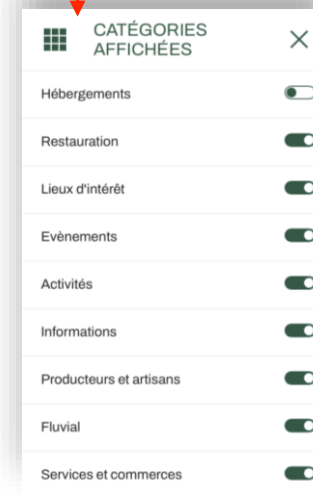 CATÉGORIES
AFFICHÉES
Hébergements
Restauration
Lieux d'intérêt
Evènements
Activités
Informations
Producteurs et artisans
Fluvial
Services et commerces